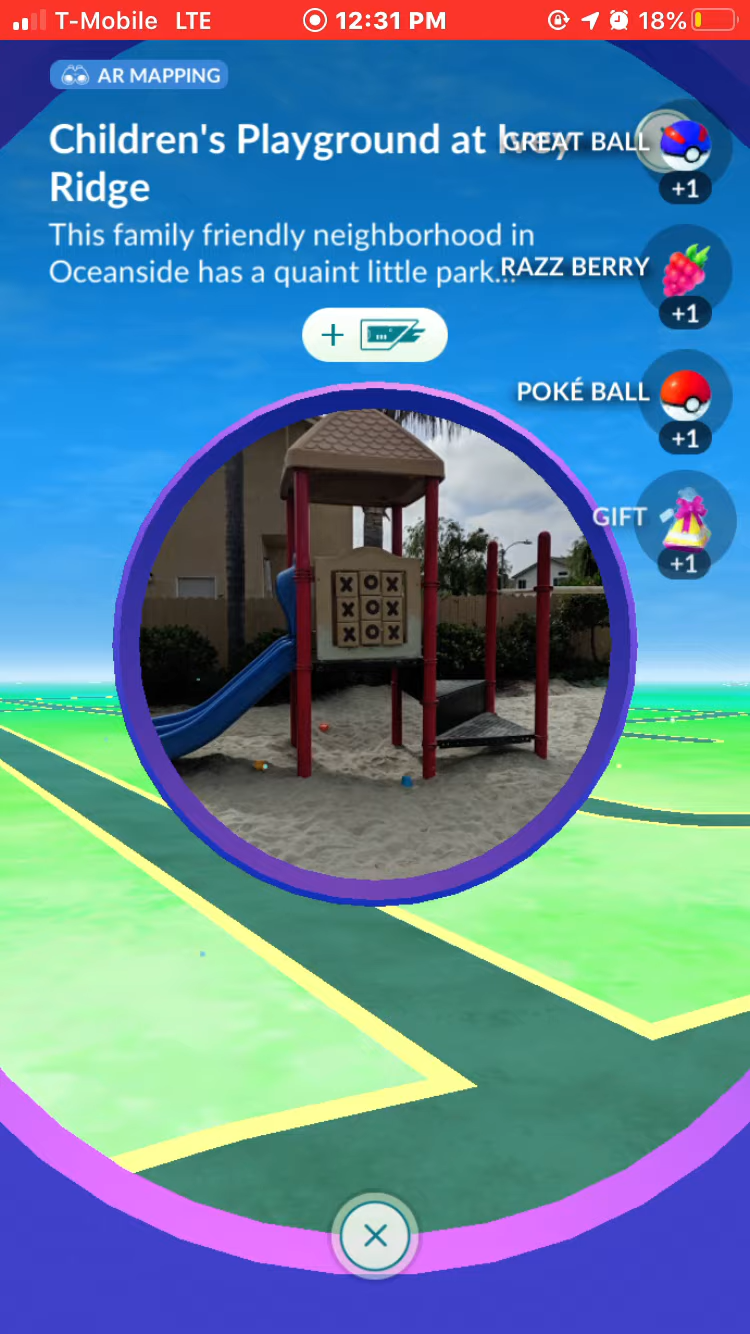 T-Mobile LTE 12:31 PM 18%
AR MAPPING
Children's Playground at
Ridge
This family friendly neighborhood in
Oceanside has a quaint little park...
GREAT BALL
+1
RAZZ BERRY
+1
POKÉ BALL
+1
GIFT
+1
+
X O X
X O X
X O X